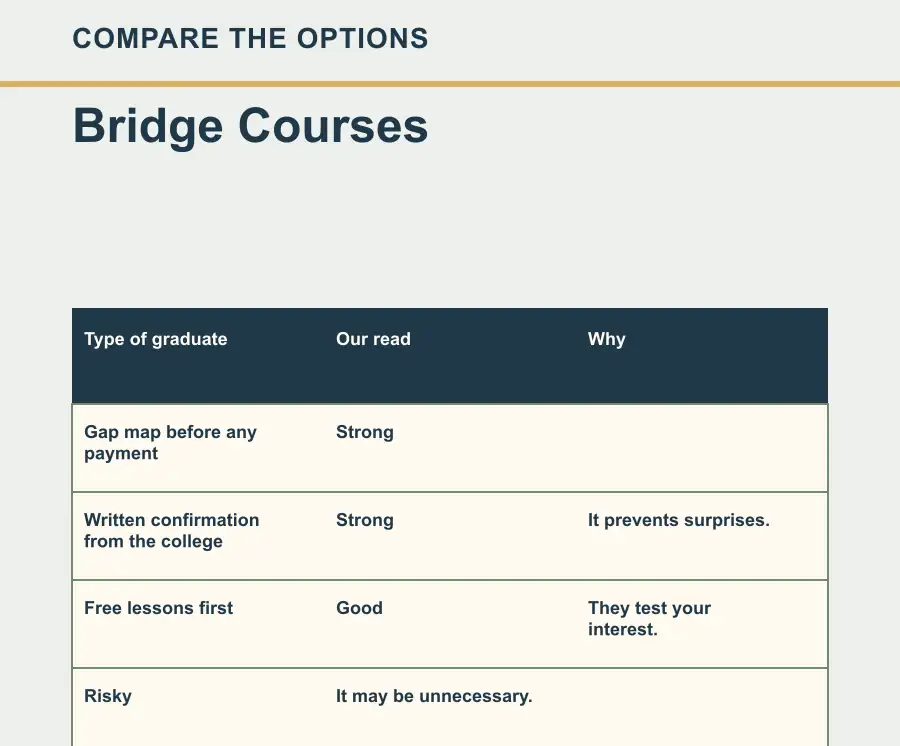 COMPARE THE OPTIONS
Bridge Courses
Type of graduate Our read Why
Gap map before any Strong
payment
Written confirmation Strong It prevents surprises.
from the college
Free lessons first Good They test your
interest.
Risky It may be unnecessary.